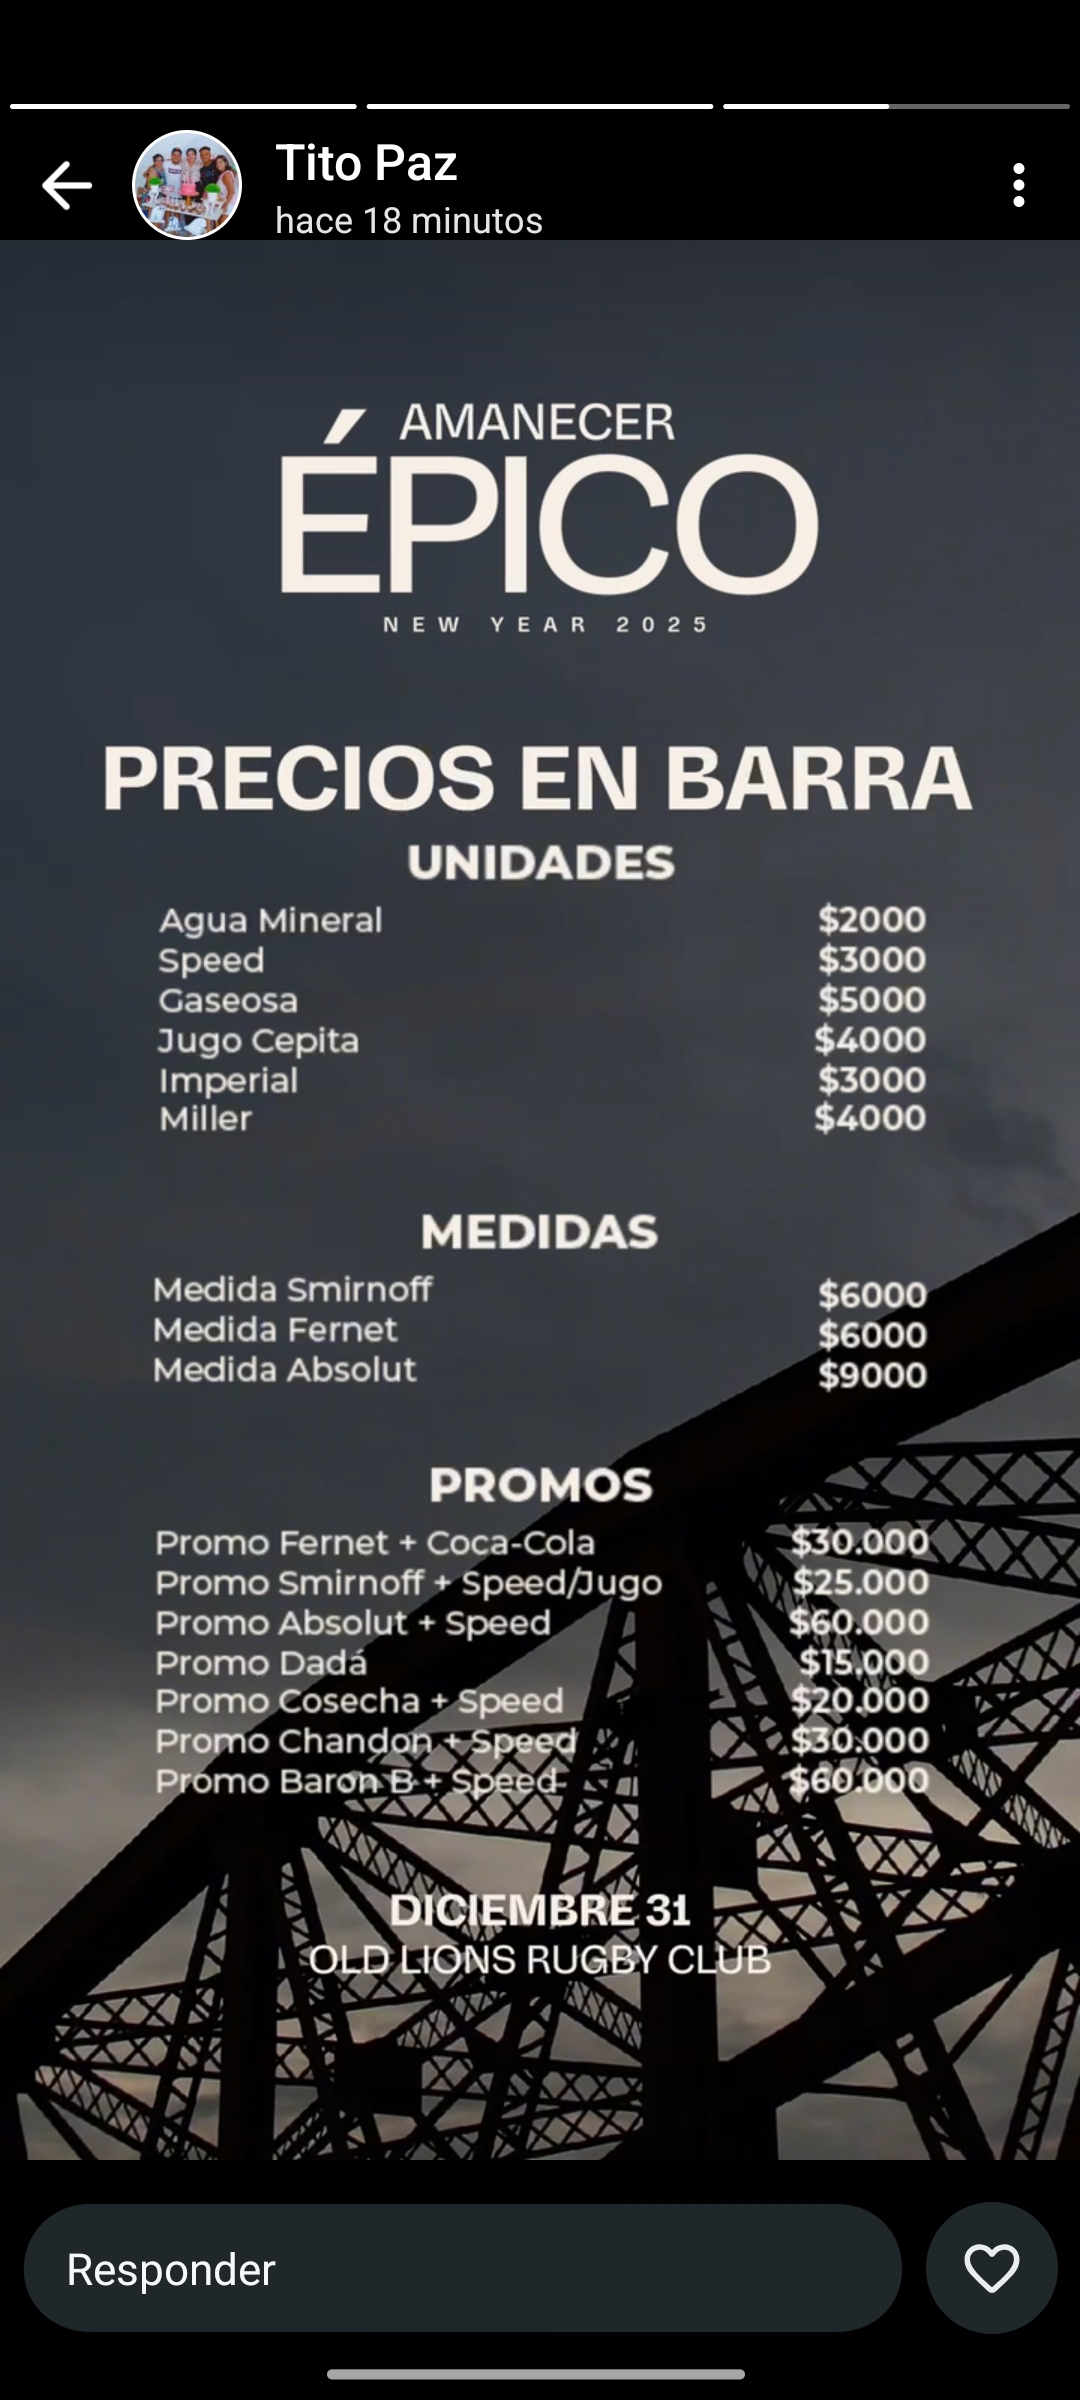 Tito Paz
hace 18 minutos
AMANECER
ÉPICO
NEW YEAR 2025
PRECIOS EN BARRA
UNIDADES
Agua Mineral $2000
Speed $3000
Gaseosa $5000
Jugo Cepita $4000
Imperial $3000
Miller $4000
MEDIDAS
Medida Smirnoff $6000
Medida Fernet $6000
Medida Absolut $9000
PROMOS
Promo Fernet + Coca-Cola $30.000
Promo Smirnoff + Speed/Jugo $25.000
Promo Absolut + Speed $60.000
Promo Dadá $15.000
Promo Cosecha + Speed $20.000
Promo Chandon + Speed $30.000
Promo Baron B + Speed $60.000
DICIEMBRE 31
OLD LIONS RUGBY CLUB
Responder